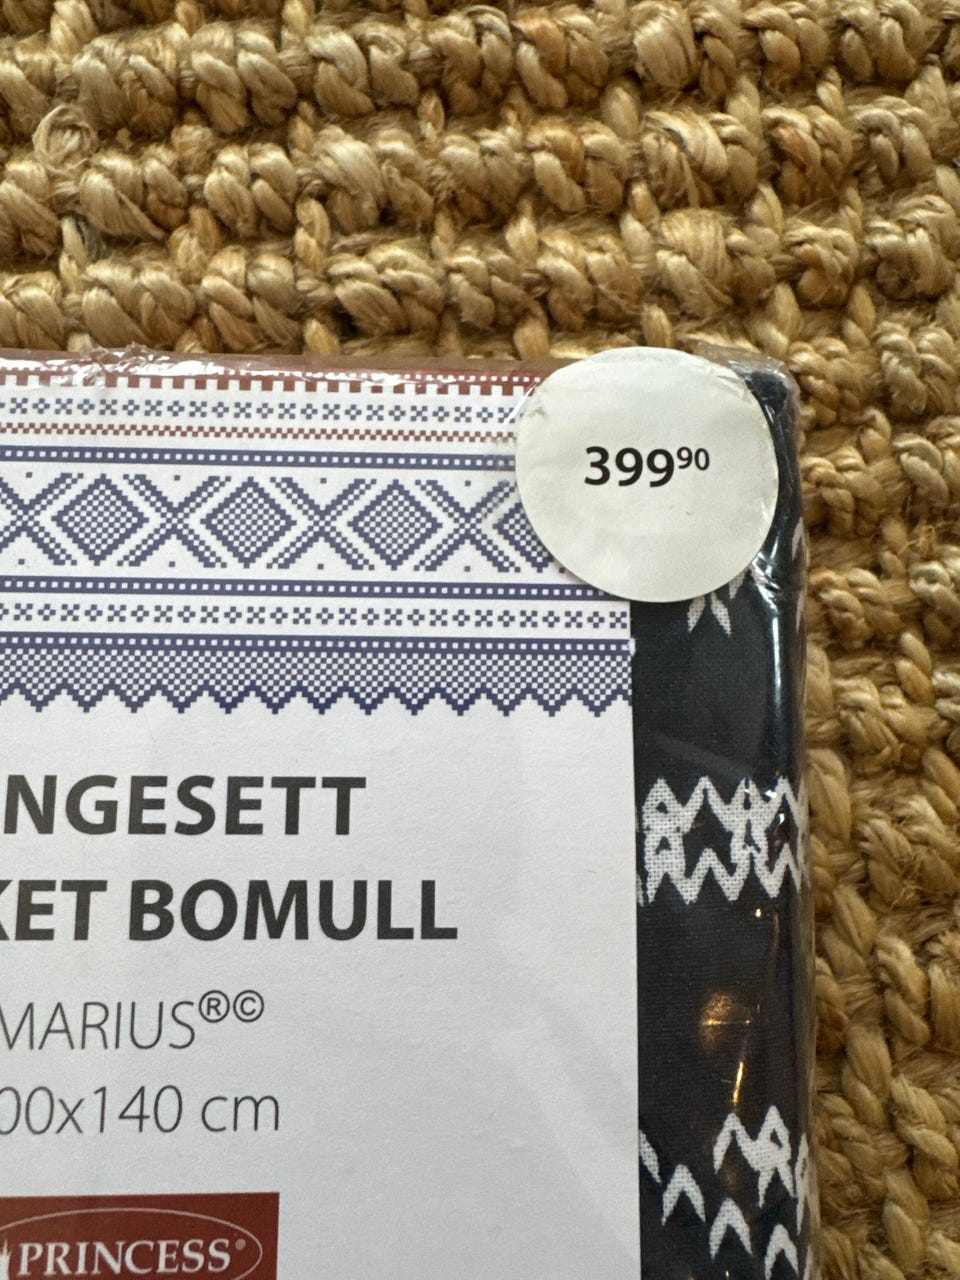 399⁹⁰
NGESETT
KET BOMULL
MARIUS®©
00x140 cm
PRINCESS®